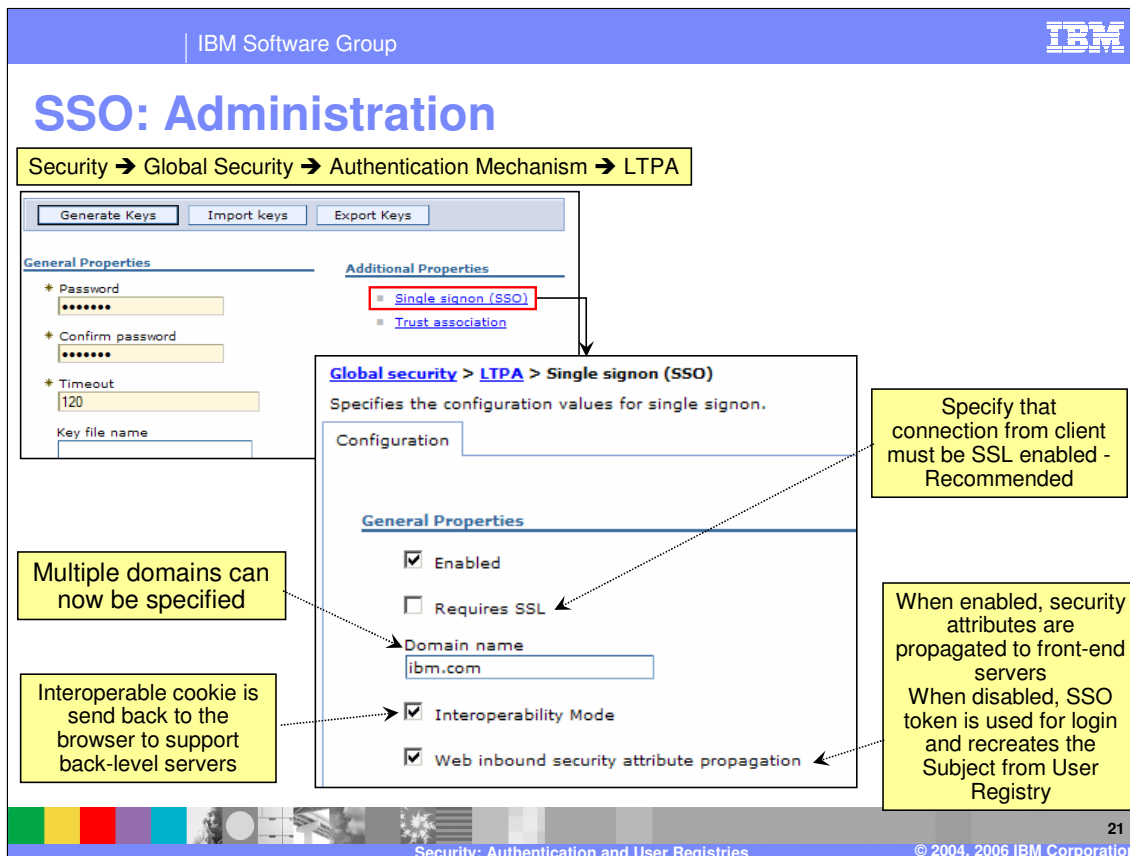 IBM Software Group
IBM
SSO: Administration
Security ➔ Global Security ➔ Authentication Mechanism ➔ LTPA
Generate Keys
Import keys
Export Keys
General Properties
* Password
•••••••
* Confirm password
•••••••
* Timeout
120
Key file name
Additional Properties
Single signon (SSO)
Trust association
Global security > LTPA > Single signon (SSO)
Specifies the configuration values for single signon.
Configuration
General Properties
Enabled
Requires SSL
Domain name
ibm.com
Interoperability Mode
Web inbound security attribute propagation
Specify that
connection from client
must be SSL enabled -
Recommended
Multiple domains can
now be specified
Interoperable cookie is
send back to the
browser to support
back-level servers
When enabled, security
attributes are
propagated to front-end
servers
When disabled, SSO
token is used for login
and recreates the
Subject from User
Registry
21
Security: Authentication and User Registries
© 2004, 2006 IBM Corporation